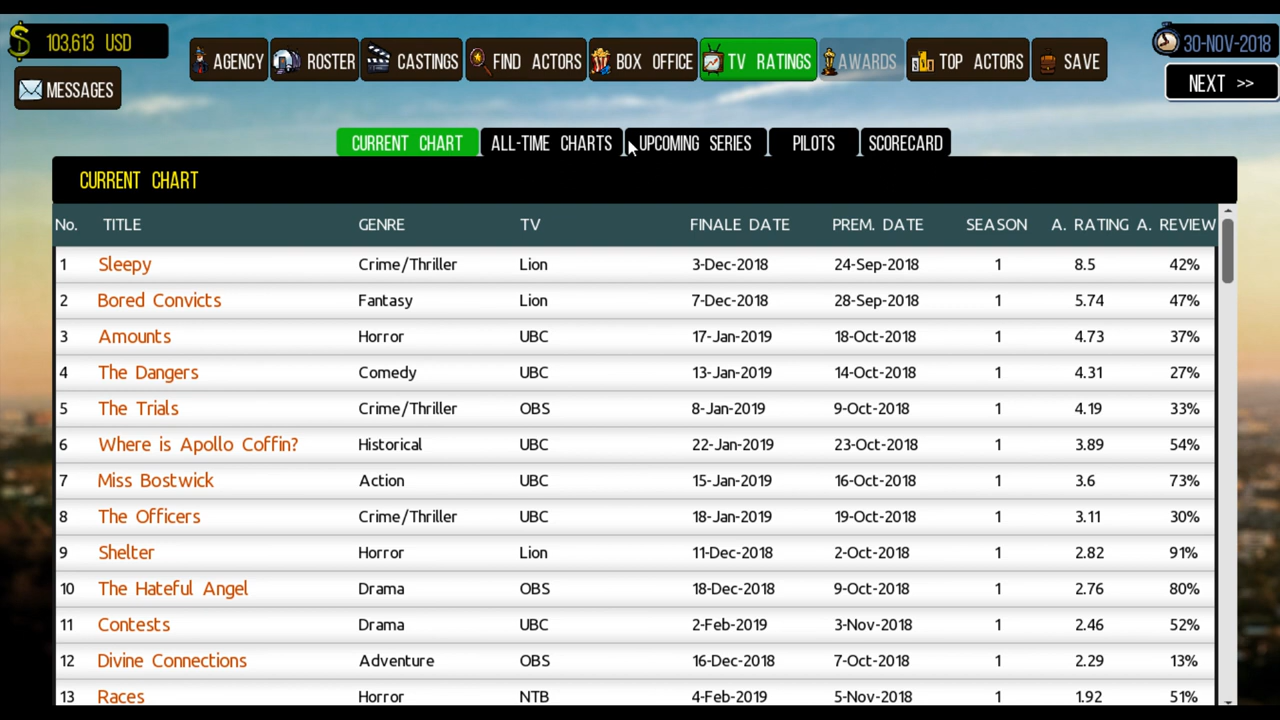 103,613 USD
MESSAGES
AGENCY ROSTER CASTINGS FIND ACTORS BOX OFFICE TV RATINGS AWARDS TOP ACTORS SAVE
30-NOV-2018
NEXT >>
CURRENT CHART ALL-TIME CHARTS UPCOMING SERIES PILOTS SCORECARD
CURRENT CHART
No. TITLE GENRE TV FINALE DATE PREM. DATE SEASON A. RATING A. REVIEW
1 Sleepy Crime/Thriller Lion 3-Dec-2018 24-Sep-2018 1 8.5 42%
2 Bored Convicts Fantasy Lion 7-Dec-2018 28-Sep-2018 1 5.74 47%
3 Amounts Horror UBC 17-Jan-2019 18-Oct-2018 1 4.73 37%
4 The Dangers Comedy UBC 13-Jan-2019 14-Oct-2018 1 4.31 27%
5 The Trials Crime/Thriller OBS 8-Jan-2019 9-Oct-2018 1 4.19 33%
6 Where is Apollo Coffin? Historical UBC 22-Jan-2019 23-Oct-2018 1 3.89 54%
7 Miss Bostwick Action UBC 15-Jan-2019 16-Oct-2018 1 3.6 73%
8 The Officers Crime/Thriller UBC 18-Jan-2019 19-Oct-2018 1 3.11 30%
9 Shelter Horror Lion 11-Dec-2018 2-Oct-2018 1 2.82 91%
10 The Hateful Angel Drama OBS 18-Dec-2018 9-Oct-2018 1 2.76 80%
11 Contests Drama UBC 2-Feb-2019 3-Nov-2018 1 2.46 52%
12 Divine Connections Adventure OBS 16-Dec-2018 7-Oct-2018 1 2.29 13%
13 Races Horror NTB 4-Feb-2019 5-Nov-2018 1 1.92 51%